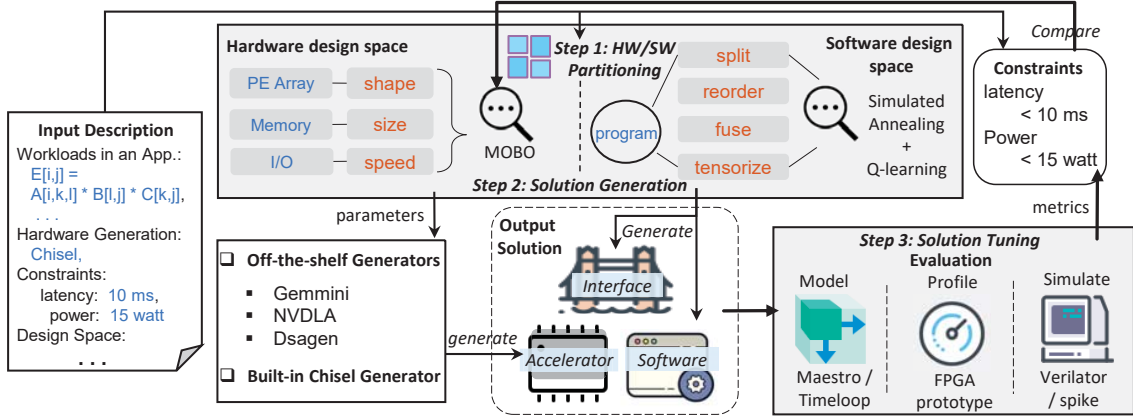 Input Description
Workloads in an App.:
E[i,j] =
A[i,k,l] * B[l,j] * C[k,j],
. . .
Hardware Generation:
Chisel,
Constraints:
latency: 10 ms,
power: 15 watt
Design Space:
. . .
Hardware design space
PE Array
shape
Memory
size
I/O
speed
MOBO
Step 1: HW/SW
Partitioning
program
split
reorder
fuse
tensorize
Software design
space
Simulated
Annealing
+
Q-learning
Step 2: Solution Generation
Compare
Constraints
latency
< 10 ms
Power
< 15 watt
metrics
parameters
❑ Off-the-shelf Generators
▪ Gemmini
▪ NVDLA
▪ Dsagen
❑ Built-in Chisel Generator
generate
Output
Solution
Generate
Interface
Accelerator
Software
Step 3: Solution Tuning
Evaluation
Model
Maestro /
Timeloop
Profile
FPGA
prototype
Simulate
Verilator
/ spike